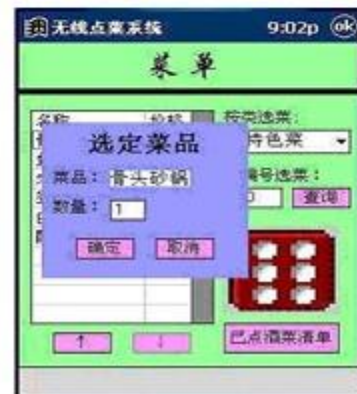 无线点菜系统 9:02p ok
菜单
名称 价格 按类选菜:
特色菜
选定菜品
菜品: 骨头砂锅
编号选菜:
数量: 1
0 查询
确定 取消
↑ ↓ 已点酒菜清单